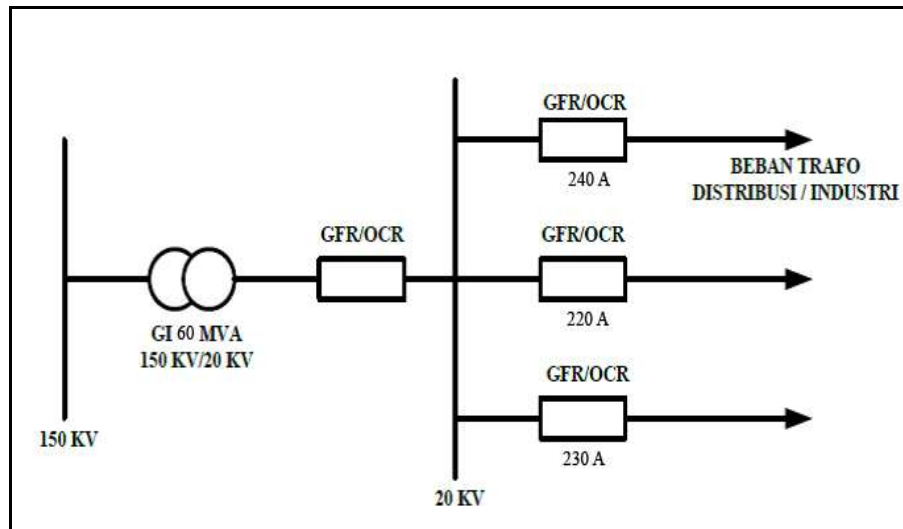 GFR/OCR
240 A
BEBAN TRAFO
DISTRIBUSI / INDUSTRI
GFR/OCR
GFR/OCR
220 A
GI 60 MVA
150 KV/20 KV
GFR/OCR
230 A
150 KV
20 KV